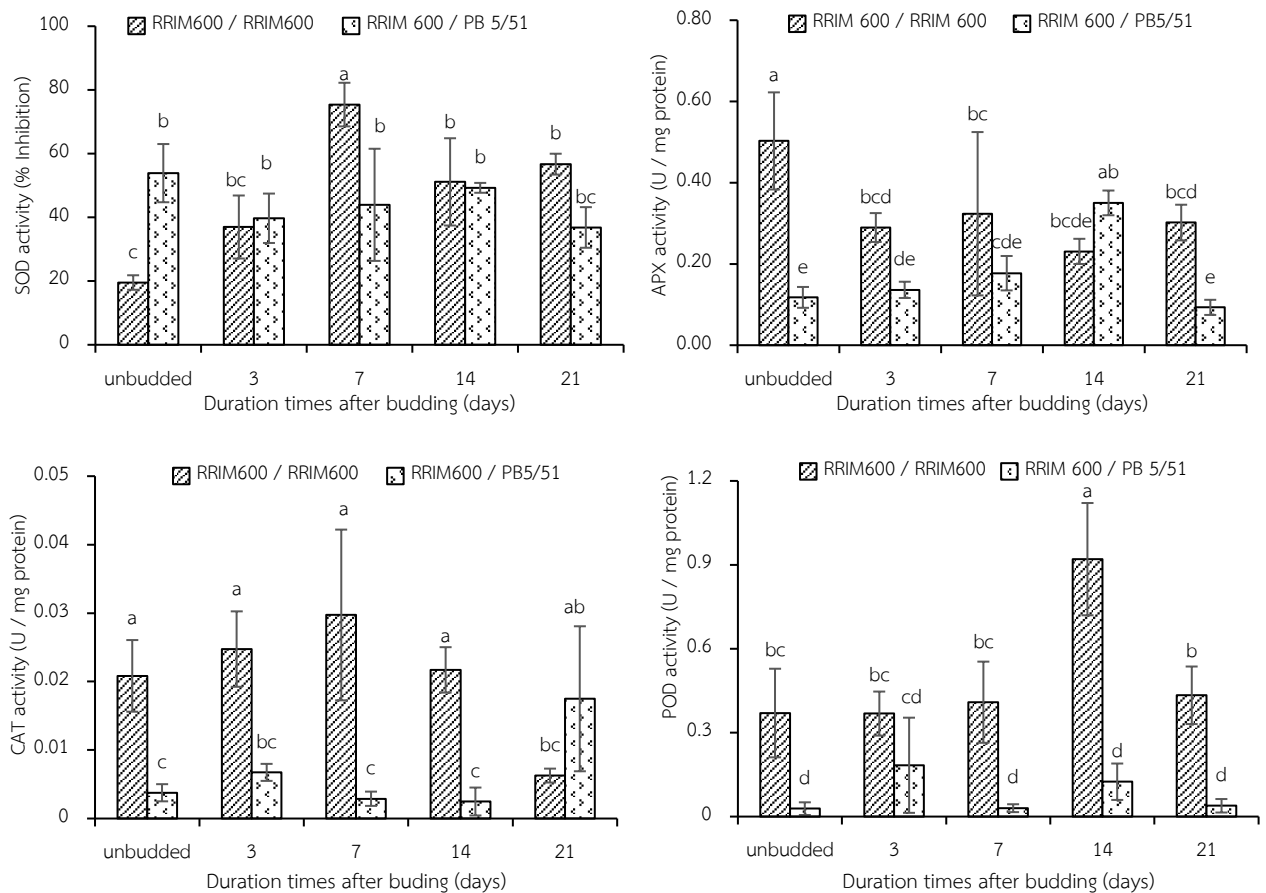 RRIM600 / RRIM600 RRIM 600 / PB 5/51
SOD activity (% Inhibition)
100
80
60
40
20
0
c b bc b a b b b b bc
unbudded 3 7 14 21
Duration times after budding (days)
RRIM 600 / RRIM 600 RRIM 600 / PB5/51
APX activity (U / mg protein)
0.80
0.60
0.40
0.20
0.00
a e bcd de bc cde bcde ab bcd e
unbudded 3 7 14 21
Duration times after budding (days)
RRIM600 / RRIM600 RRIM600 / PB5/51
CAT activity (U / mg protein)
0.05
0.04
0.03
0.02
0.01
0
a c a bc a c a c bc ab
unbudded 3 7 14 21
Duration times after buding (days)
RRIM600 / RRIM600 RRIM 600 / PB 5/51
POD activity (U / mg protein)
1.2
0.9
0.6
0.3
0
bc d bc cd bc d a d b d
unbudded 3 7 14 21
Duration times after buding (days)